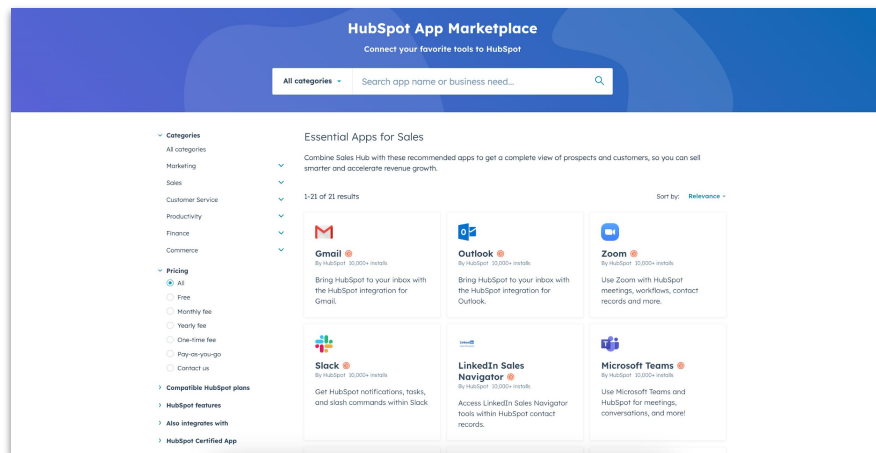 HubSpot App Marketplace
Connect your favorite tools to HubSpot
All categories
Search app name or business need...
Categories
All categories
Marketing
Sales
Customer Service
Productivity
Finance
Commerce
Pricing
All
Free
Monthly fee
Yearly fee
One-time fee
Pay-as-you-go
Contact us
Compatible HubSpot plans
HubSpot features
Also integrates with
HubSpot Certified App
Essential Apps for Sales
Combine Sales Hub with these recommended apps to get a complete view of prospects and customers, so you can sell
smarter and accelerate revenue growth.
1-21 of 21 results
Sort by: Relevance
Gmail
By HubSpot 10,000+ installs
Bring HubSpot to your inbox with
the HubSpot integration for
Gmail.
Outlook
By HubSpot 10,000+ installs
Bring HubSpot to your inbox with
the HubSpot integration for
Outlook.
Zoom
By HubSpot 10,000+ installs
Use Zoom with HubSpot
meetings, workflows, contact
records and more.
Slack
By HubSpot 10,000+ installs
Get HubSpot notifications, tasks,
and slash commands within Slack
LinkedIn Sales
Navigator
By HubSpot 10,000+ installs
Access LinkedIn Sales Navigator
tools within HubSpot contact
records.
Microsoft Teams
By HubSpot 10,000+ installs
Use Microsoft Teams and
HubSpot for meetings,
conversations, and more!